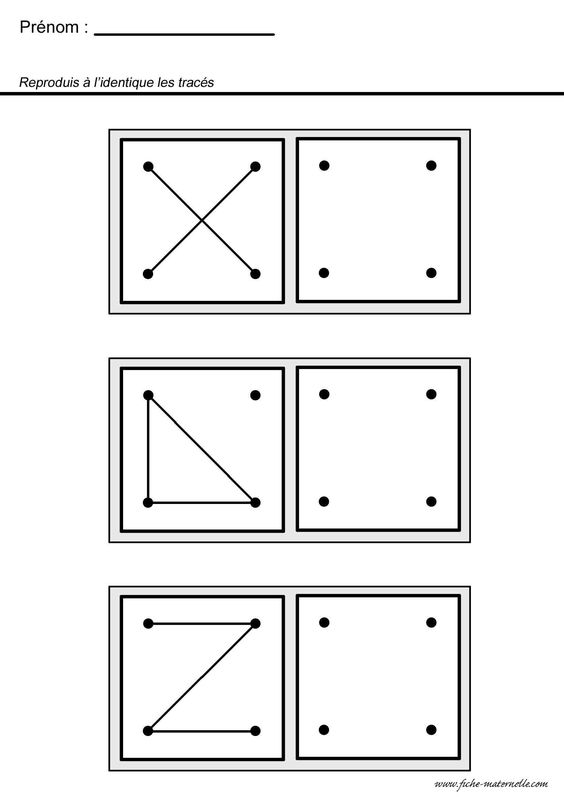 Prénom :
Reproduis à l'identique les tracés
www.fiche-maternelle.com